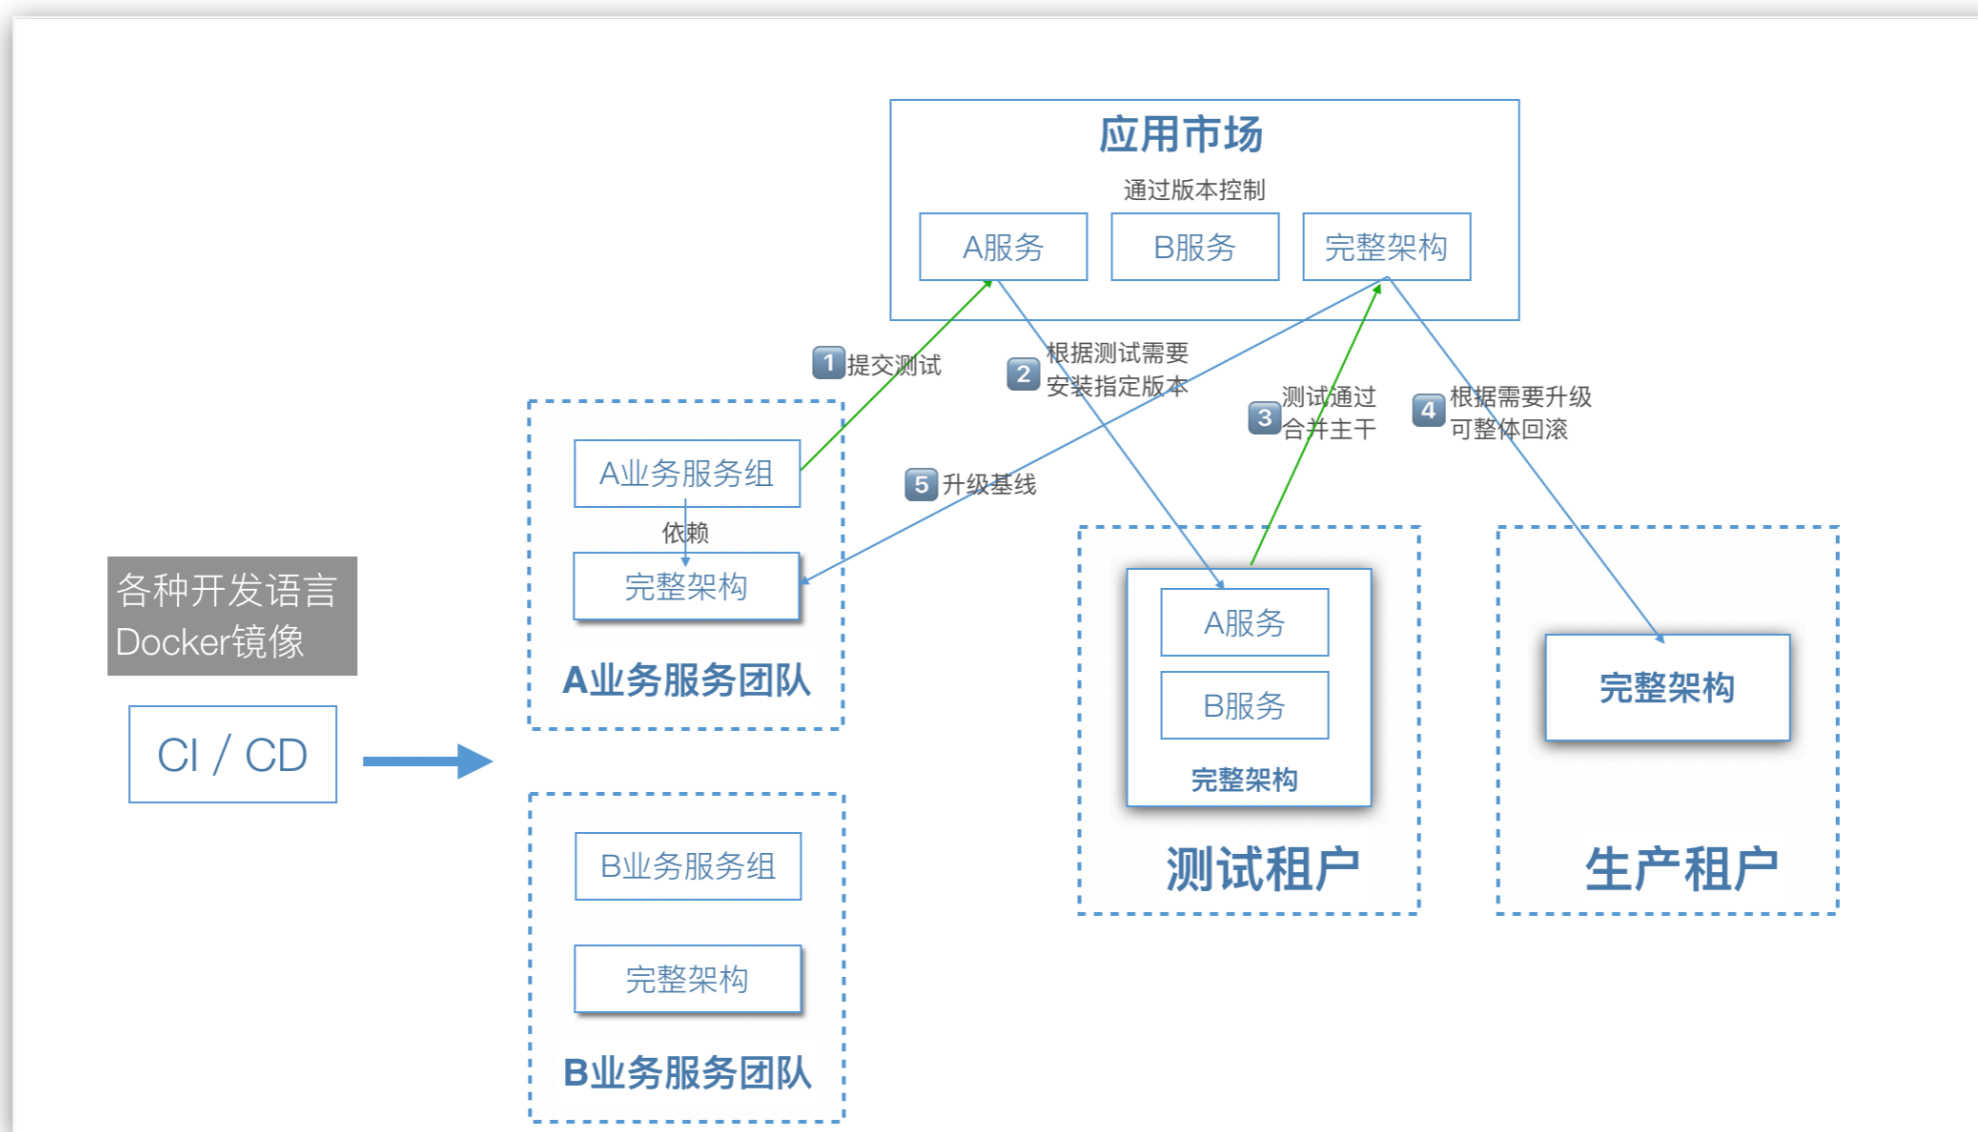 应用市场
通过版本控制
A服务
B服务
完整架构
1 提交测试
2 根据测试需要
安装指定版本
3 测试通过
合并主干
4 根据需要升级
可整体回滚
5 升级基线
A业务服务组
依赖
完整架构
A业务服务团队
各种开发语言
Docker镜像
CI / CD
B业务服务组
完整架构
B业务服务团队
A服务
B服务
完整架构
测试租户
完整架构
生产租户